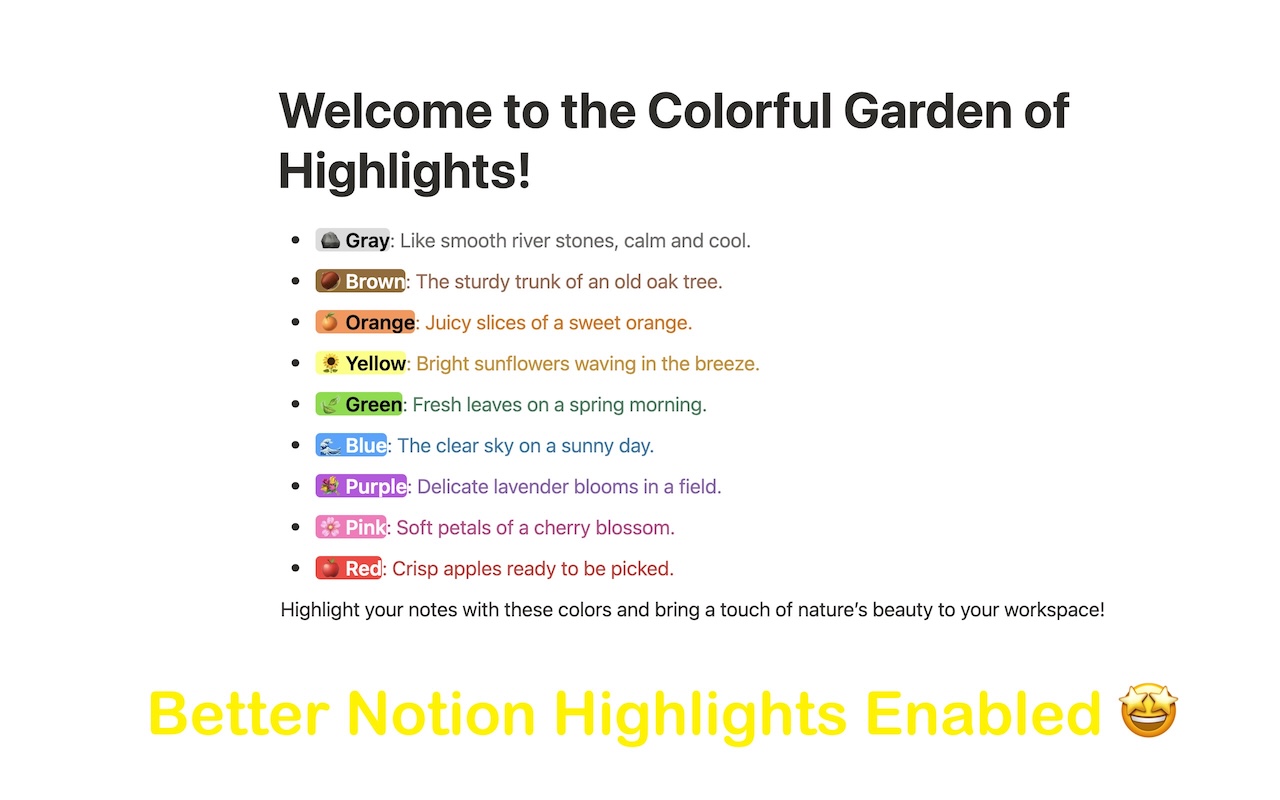 Welcome to the Colorful Garden of
Highlights!
• 🪨 Gray: Like smooth river stones, calm and cool.
• 🌰 Brown: The sturdy trunk of an old oak tree.
• 🍊 Orange: Juicy slices of a sweet orange.
• 🌻 Yellow: Bright sunflowers waving in the breeze.
• 🌿 Green: Fresh leaves on a spring morning.
• 🌊 Blue: The clear sky on a sunny day.
• 💐 Purple: Delicate lavender blooms in a field.
• 🌸 Pink: Soft petals of a cherry blossom.
• 🍎 Red: Crisp apples ready to be picked.
Highlight your notes with these colors and bring a touch of nature’s beauty to your workspace!
Better Notion Highlights Enabled 🤩